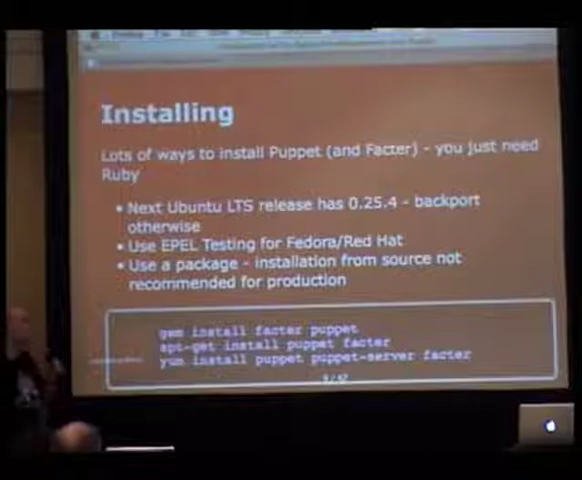 Installing
Lots of ways to install Puppet (and Facter) - you just need
Ruby
• Next Ubuntu LTS release has 0.25.4 - backport
otherwise
• Use EPEL Testing for Fedora/Red Hat
• Use a package - installation from source not
recommended for production
gem install facter puppet
apt-get install puppet facter
yum install puppet puppet-server facter